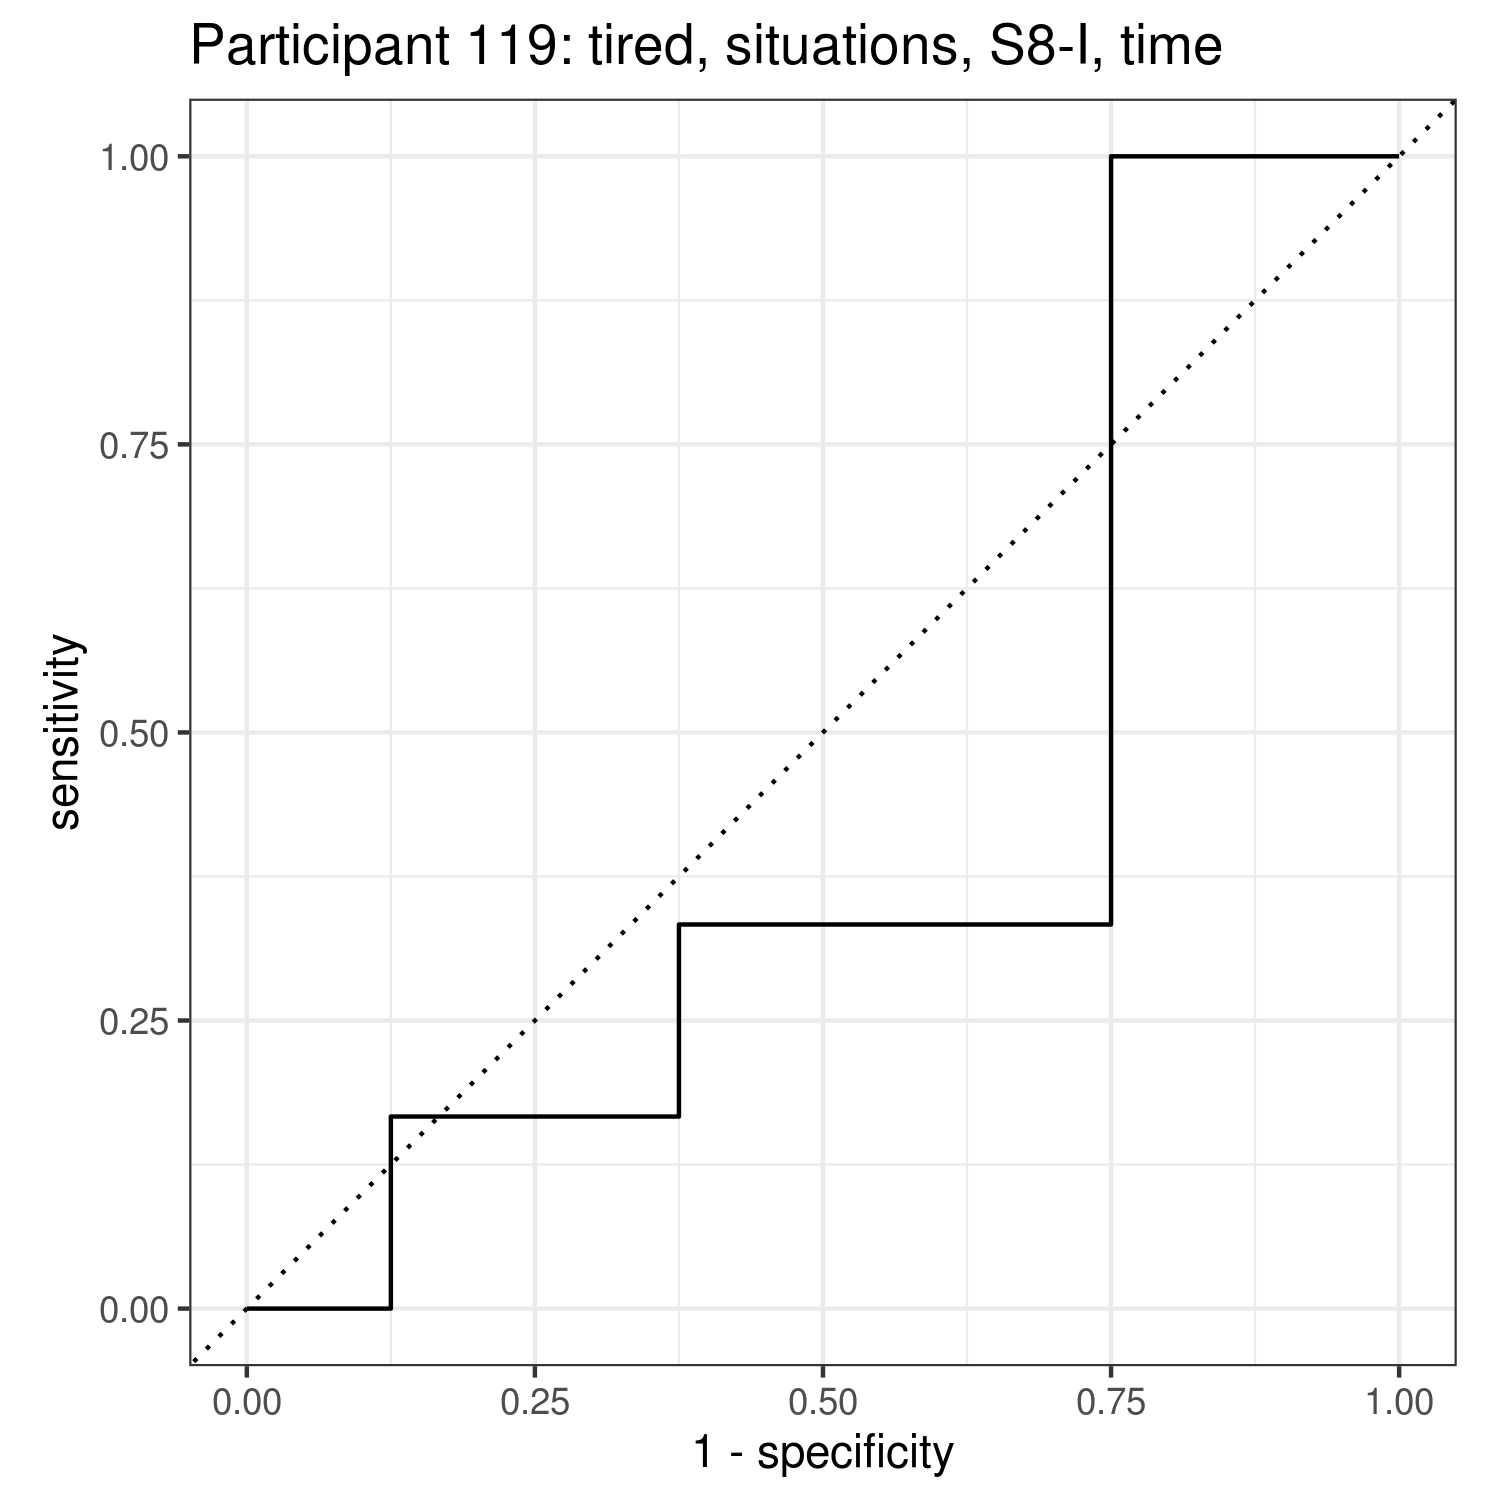 Participant 119: tired, situations, S8-I, time
1.00
0.75
0.50
0.25
0.00
sensitivity
0.00 0.25 0.50 0.75 1.00
1 - specificity